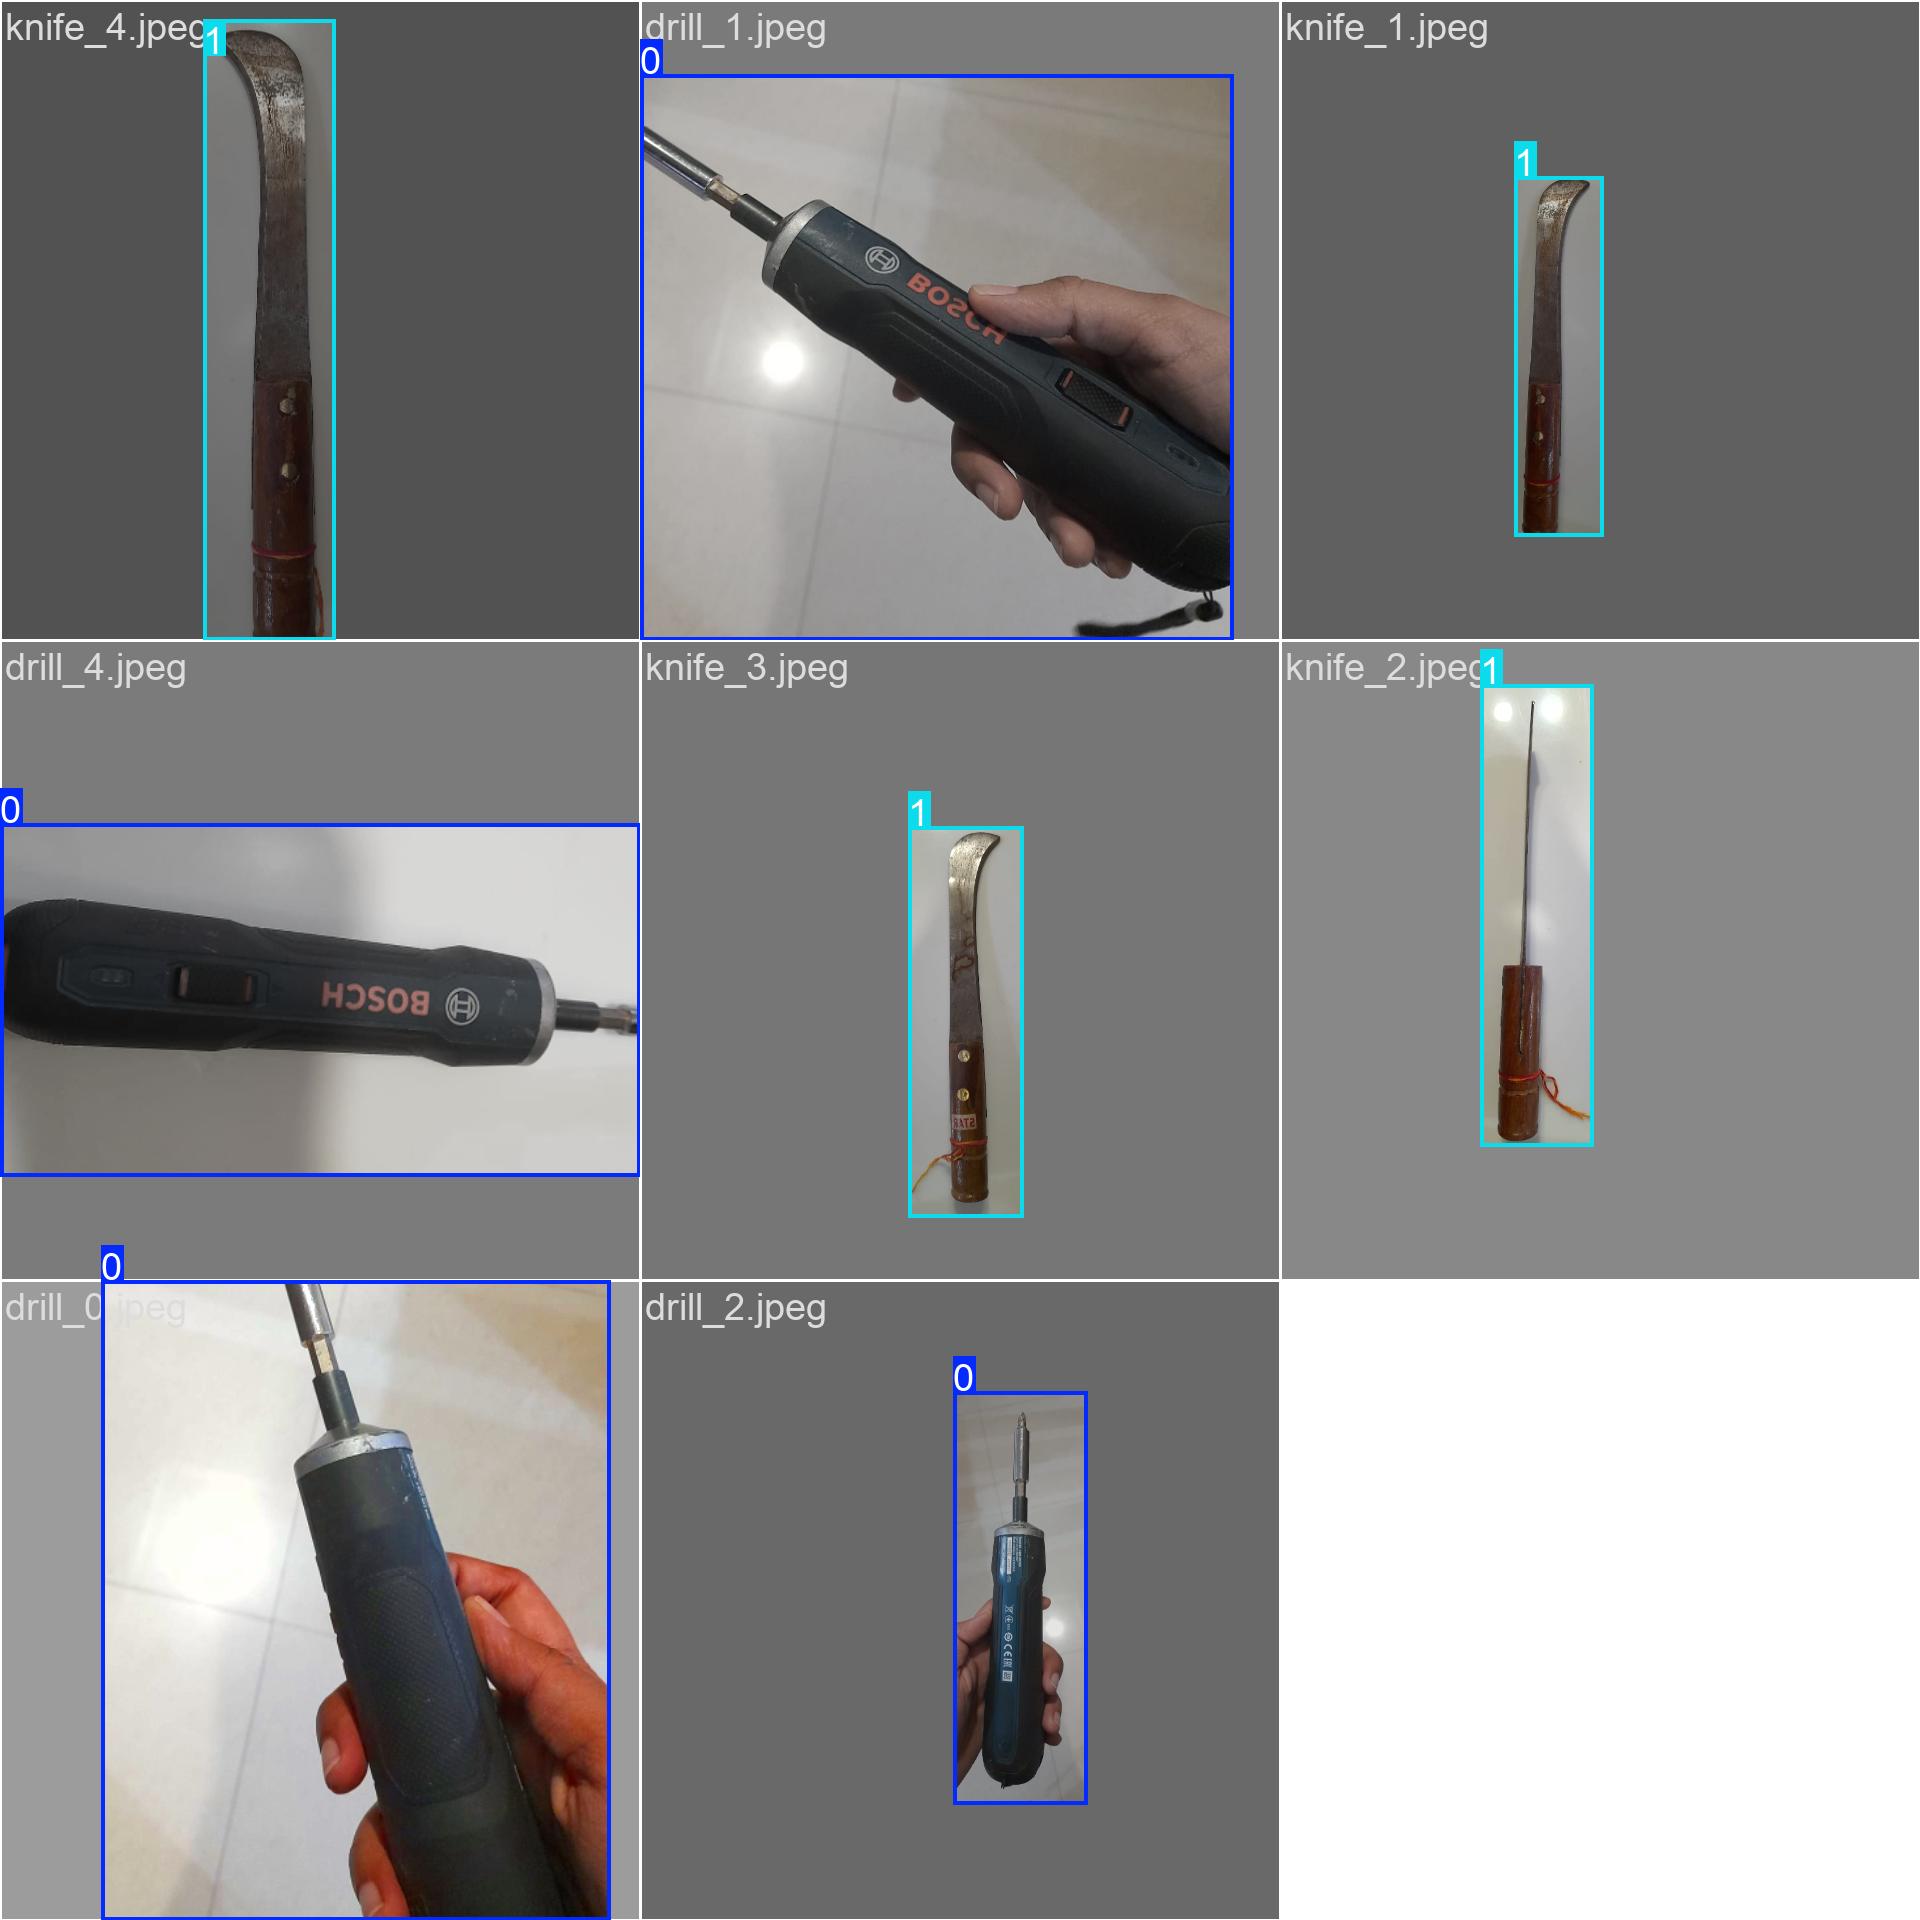 knife_4.jpeg
1
drill_1.jpeg
0
BOSCH
knife_1.jpeg
1
drill_4.jpeg
0
BOSCH
knife_3.jpeg
1
STAR
knife_2.jpeg
1
drill_0.jpeg
0
drill_2.jpeg
0